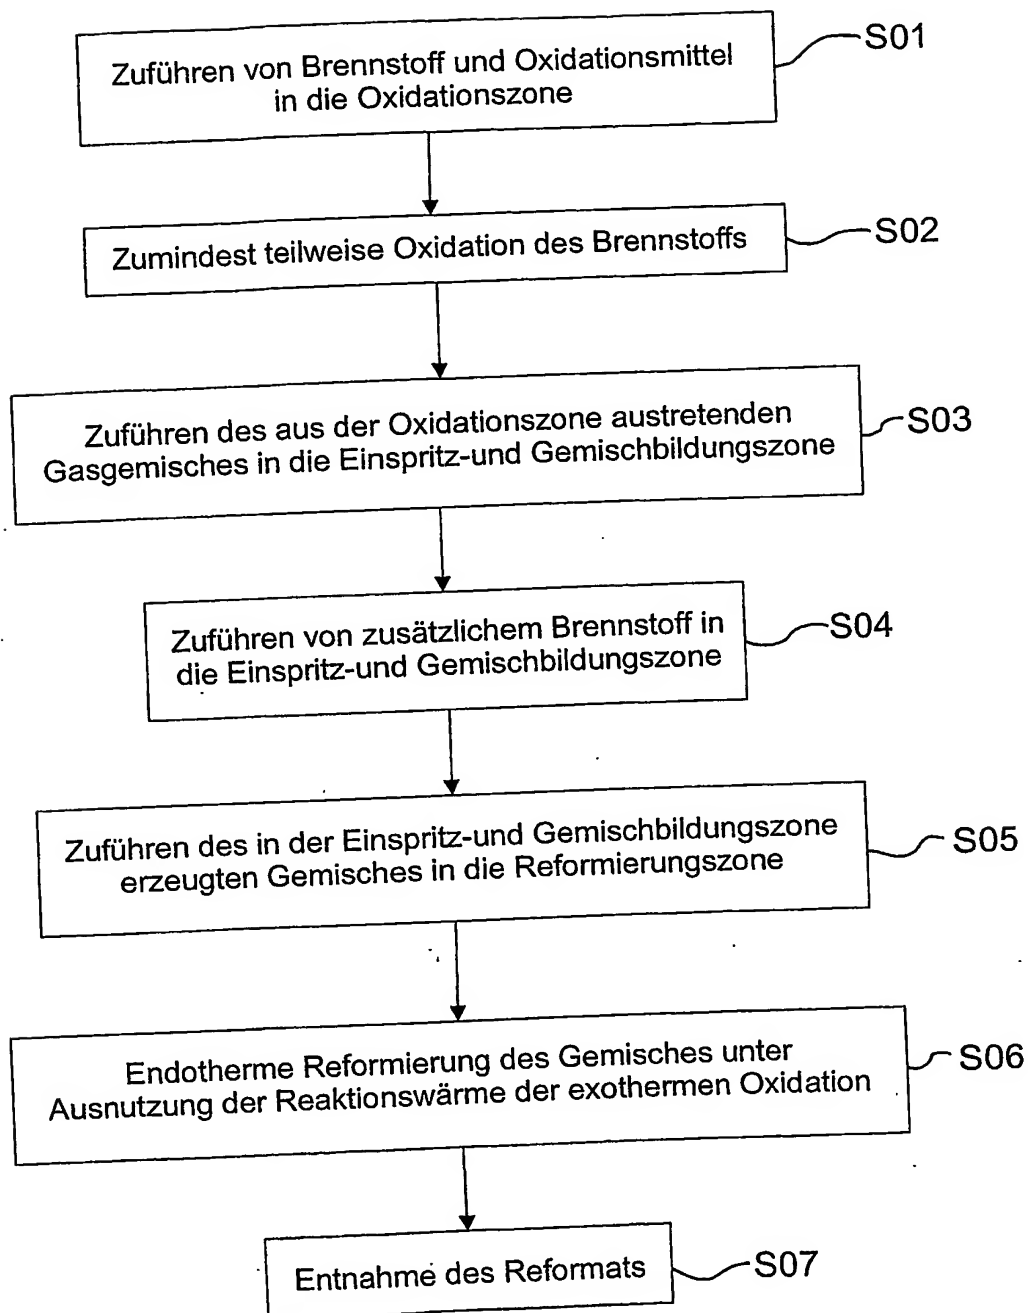 Zuführen von Brennstoff und Oxidationsmittel
in die Oxidationszone
S01
Zumindest teilweise Oxidation des Brennstoffs
S02
Zuführen des aus der Oxidationszone austretenden
Gasgemisches in die Einspritz-und Gemischbildungszone
S03
Zuführen von zusätzlichem Brennstoff in
die Einspritz-und Gemischbildungszone
S04
Zuführen des in der Einspritz-und Gemischbildungszone
erzeugten Gemisches in die Reformierungszone
S05
Endotherme Reformierung des Gemisches unter
Ausnutzung der Reaktionswärme der exothermen Oxidation
S06
Entnahme des Reformats
S07